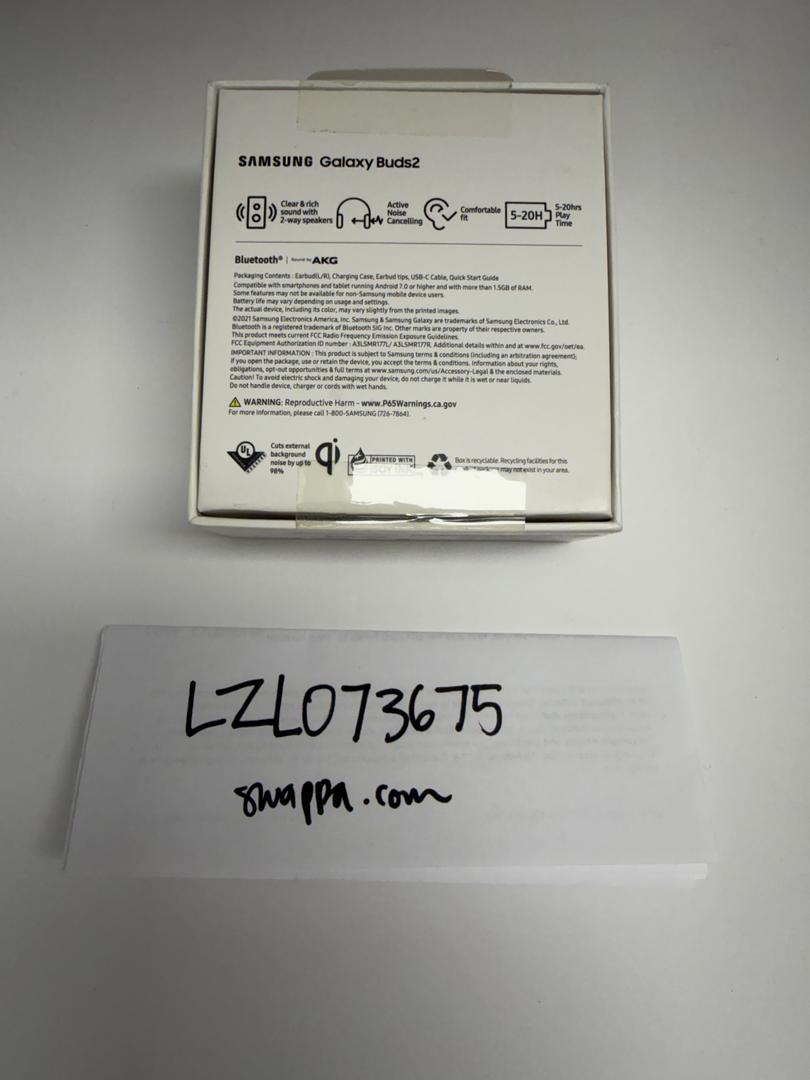 SAMSUNG Galaxy Buds2
Clear & rich
sound with
2-way speakers
Active
Noise
Cancelling
Comfortable
fit
5-20H
5-20hrs
Play
Time
Bluetooth® | Sound by AKG
Packaging Contents : Earbud(L/R), Charging Case, Earbud tips, USB-C Cable, Quick Start Guide
Compatible with smartphones and tablet running Android 7.0 or higher and with more than 1.5GB of RAM.
Some features may not be available for non-Samsung mobile device users.
Battery life may vary depending on usage and settings.
The actual device, including its color, may vary slightly from the printed images.
©2021 Samsung Electronics America, Inc. Samsung & Samsung Galaxy are trademarks of Samsung Electronics Co., Ltd.
Bluetooth is a registered trademark of Bluetooth SIG Inc. Other marks are property of their respective owners.
This product meets current FCC Radio Frequency Emission Exposure Guidelines.
FCC Equipment Authorization ID number : A3LSMR177L/ A3LSMR177R, Additional details within and at www.fcc.gov/oet/ea.
IMPORTANT INFORMATION : This product is subject to Samsung terms & conditions (including an arbitration agreement);
if you open the package, use or retain the device, you accept the terms & conditions. Information about your rights,
obligations, opt-out opportunities & full terms at www.samsung.com/us/Accessory-Legal & the enclosed materials.
Caution! To avoid electric shock and damaging your device, do not charge it while it is wet or near liquids.
Do not handle device, charger or cords with wet hands.
WARNING: Reproductive Harm - www.P65Warnings.ca.gov
For more information, please call 1-800-SAMSUNG (726-7864).
UL
Cuts external
background
noise by up to
98%
qi
PRINTED WITH
SOY INK
Box is recyclable. Recycling facilities for this
may not exist in your area.
LZL073675
swappa.com